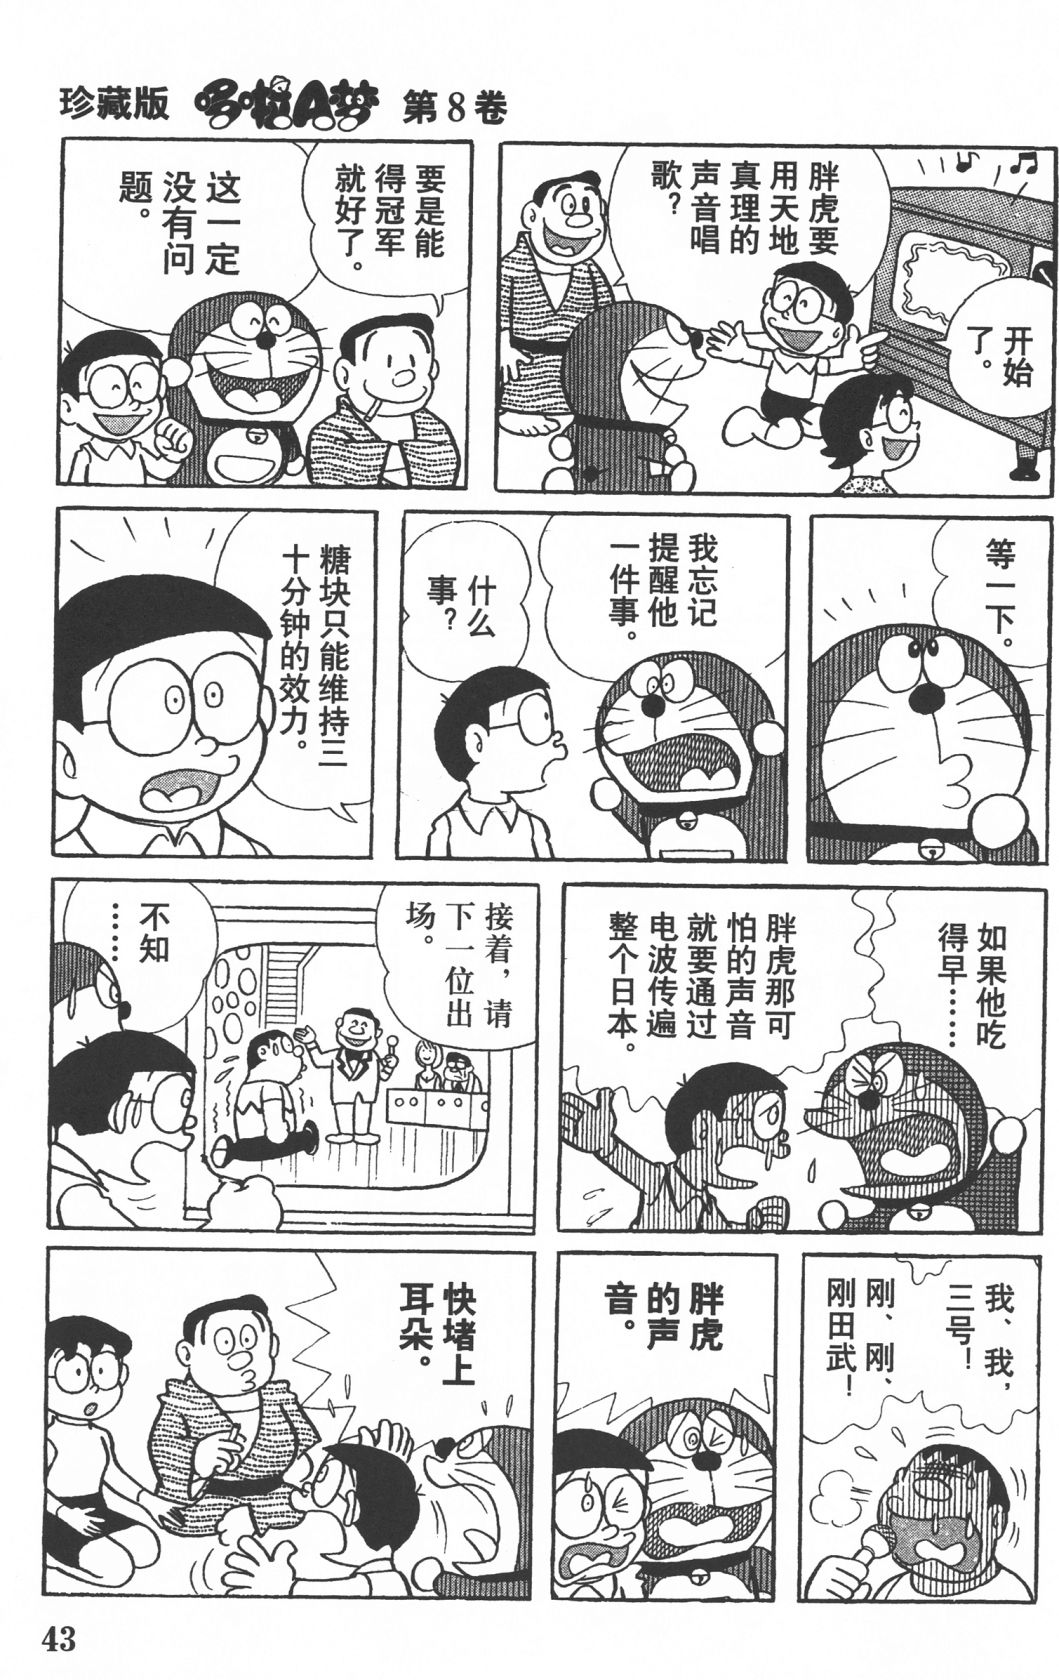 珍藏版 哆啦A梦 第8卷
胖虎要
用天地
真理的
声音唱
歌？
开始
了。
要是能
得冠军
就好了。
这一定
没有问
题。
等一下。
我忘记
提醒他
一件事。
什么
事？
糖块只能维持三
十分钟的效力。
如果他吃
得早……
胖虎那可
怕的声音
就要通过
电波传遍
整个日本。
接着，请
下一位出
场。
不知
……
我、我，
三号！
刚、刚、
刚田武！
胖虎
的声
音。
快堵上
耳朵。
43